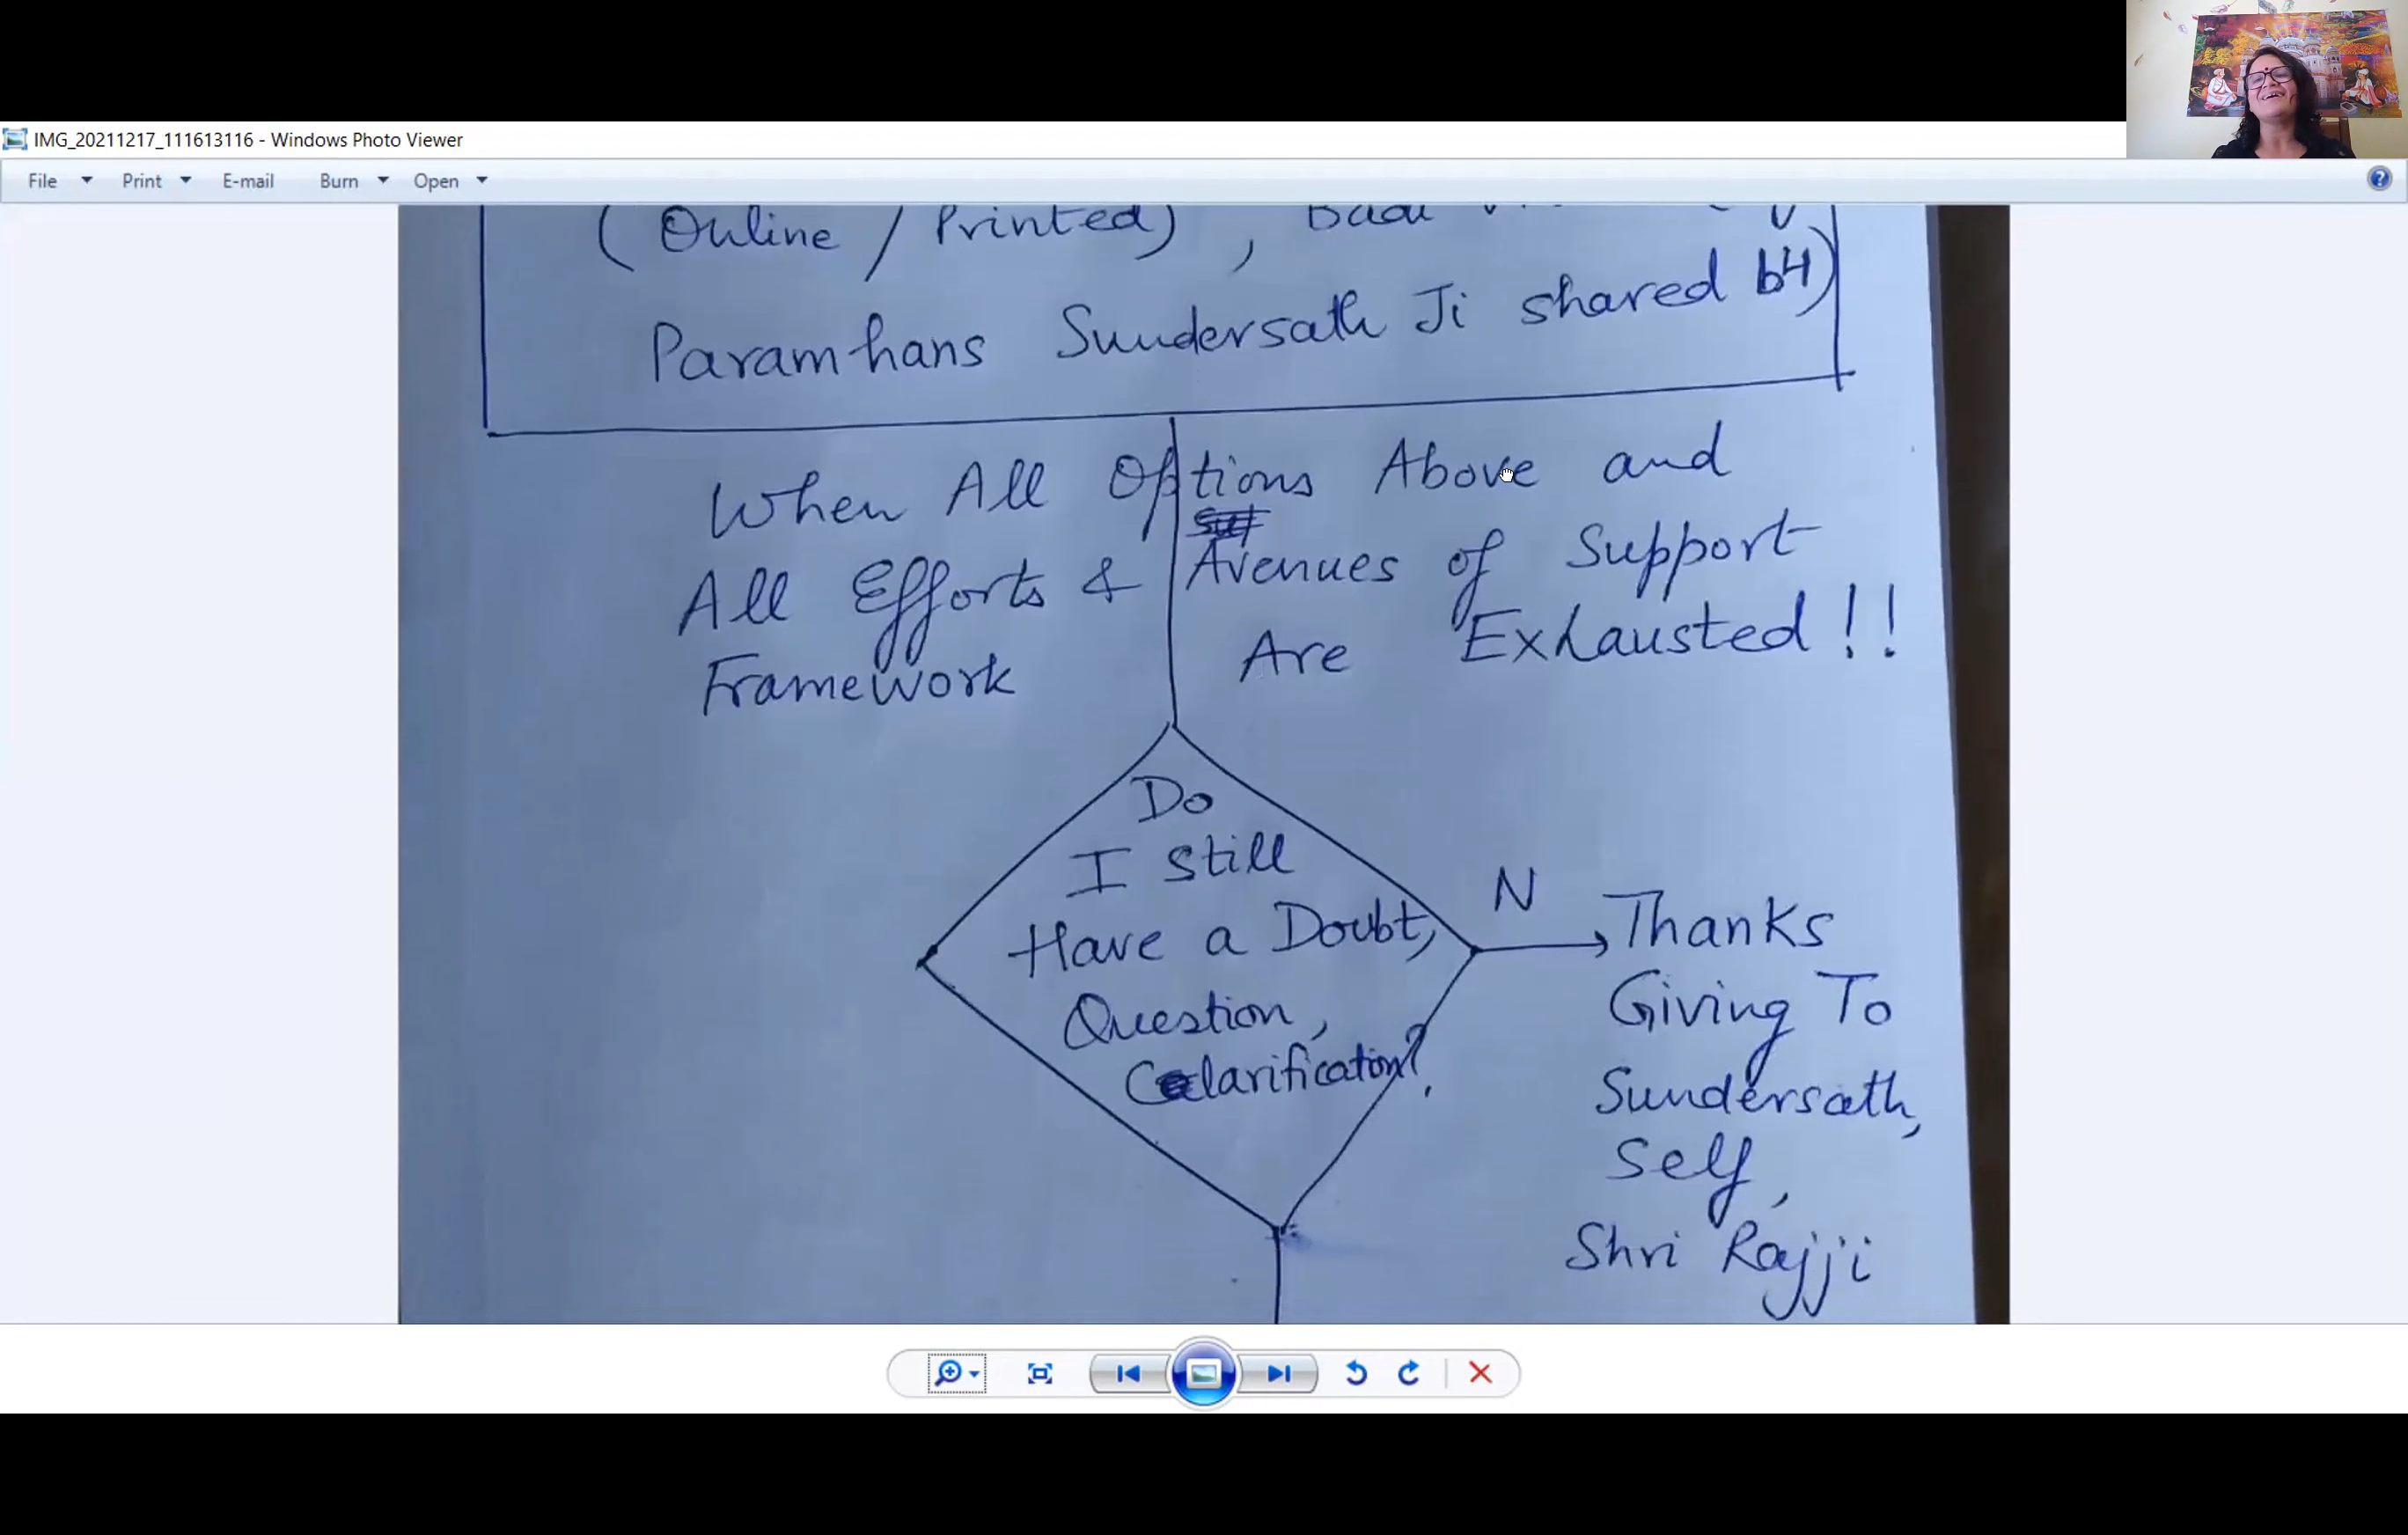 IMG_20211217_111613116 - Windows Photo Viewer
File Print E-mail Burn Open
(Online / Printed),
Paramhans Sundersath Ji shared b4)
When All Options Above and
All Efforts & Avenues of Support
Framework Are Exhausted!!
Do
I Still
Have a Doubt,
Question,
Clarification?
N
Thanks
Giving To
Sundersath,
Self,
Shri Rajji